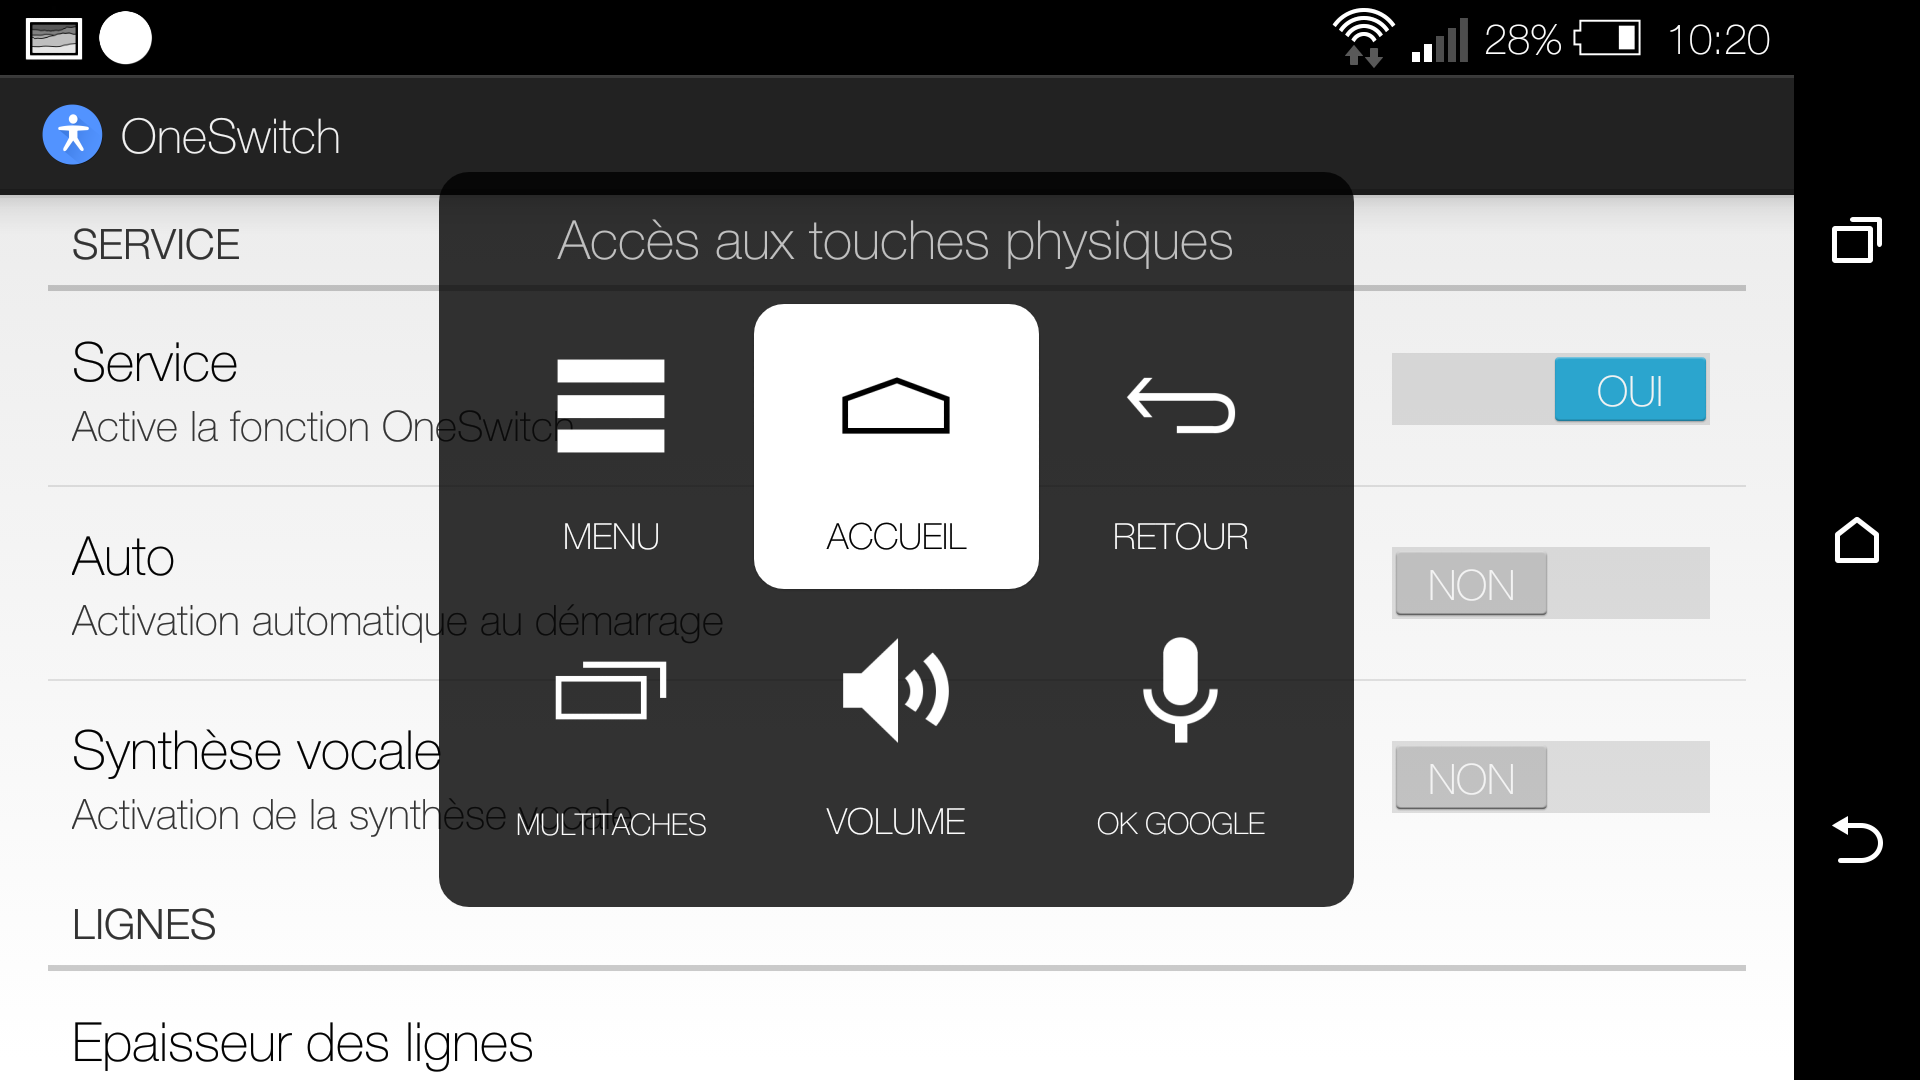 28% 10:20
OneSwitch
Accès aux touches physiques
SERVICE
Service
Active la fonction OneSwitch
OUI
MENU
ACCUEIL
RETOUR
Auto
Activation automatique au démarrage
NON
Synthèse vocale
Activation de la synthèse vocale
NON
MULTITACHES
VOLUME
OK GOOGLE
LIGNES
Epaisseur des lignes